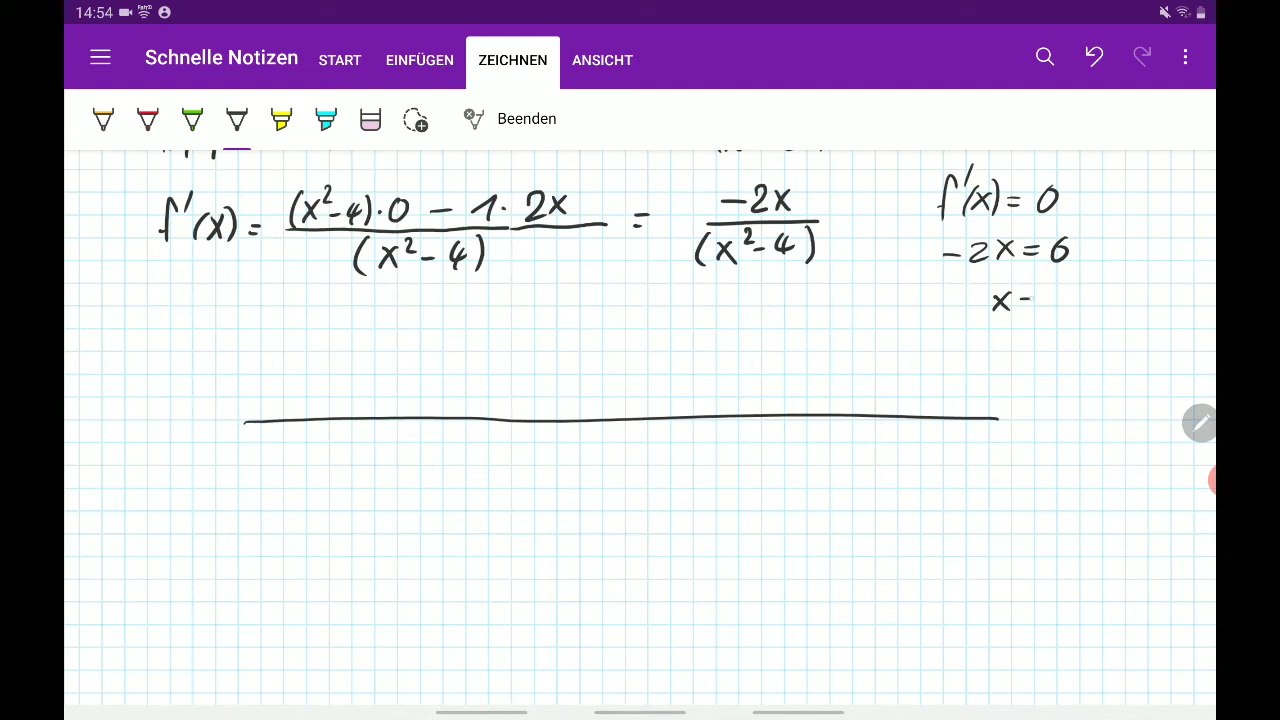 14:54
Schnelle Notizen START EINFÜGEN ZEICHNEN ANSICHT
Beenden
f'(x) = ((x²-4)·0 - 1·2x)/(x²-4) = -2x/(x²-4)
f'(x) = 0
-2x = 6
x -